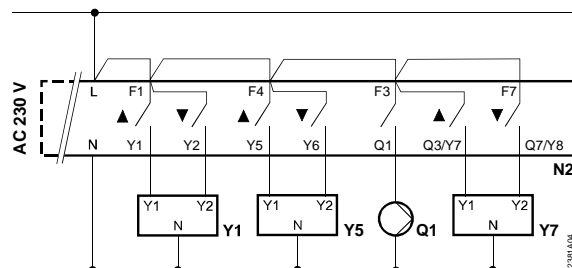 AC 230 V
L F1 F4 F3 F7
▲ ▼ ▲ ▼ ▲ ▼
N Y1 Y2 Y5 Y6 Q1 Q3/Y7 Q7/Y8
N2
Y1 Y2 Y1 Y2 Y1 Y2
N Y1 N Y5 Q1 N Y7
2381A04